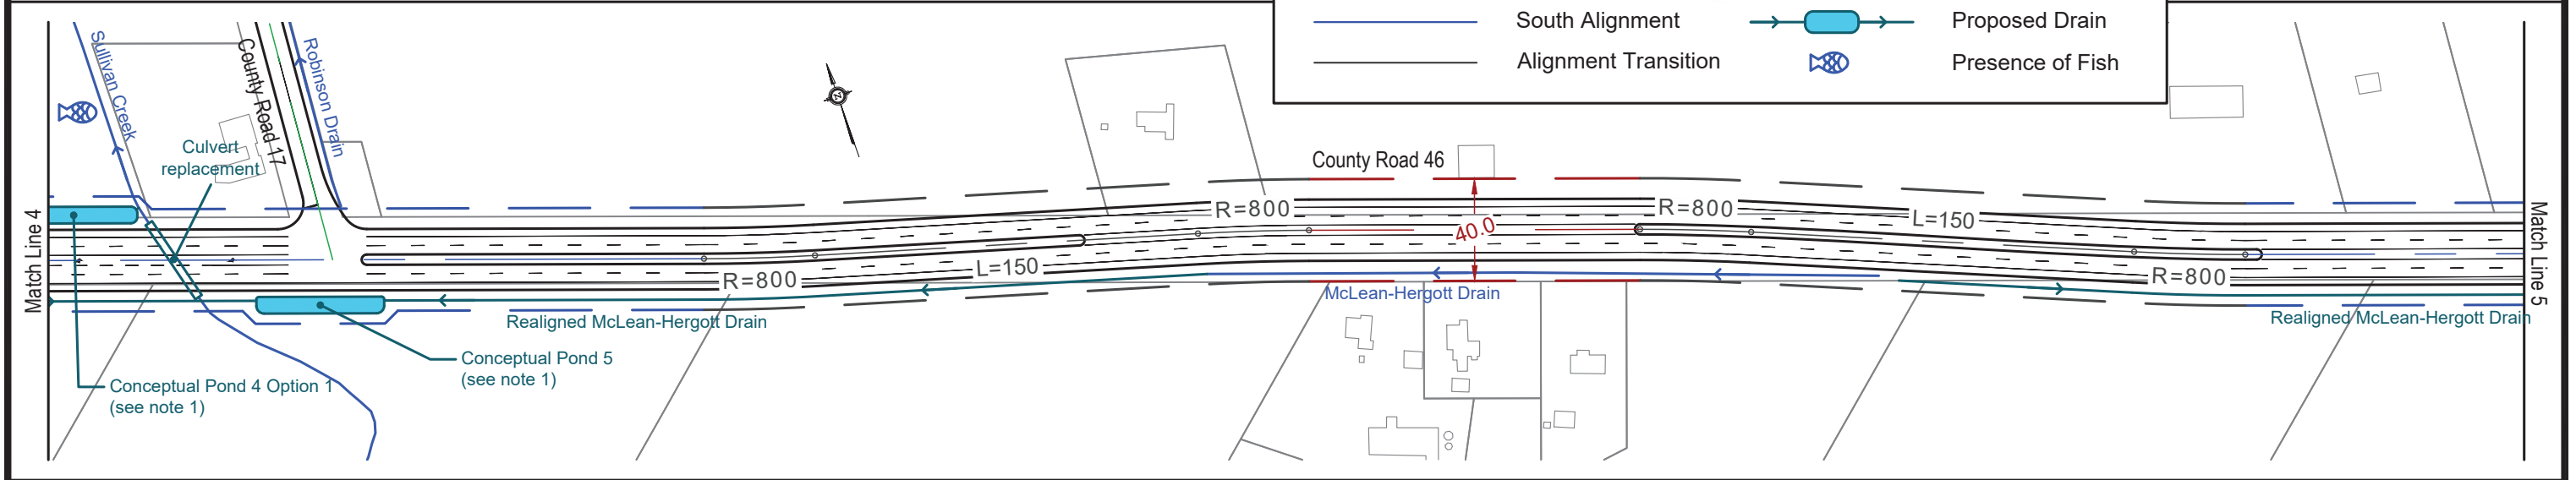 South Alignment
Proposed Drain
Alignment Transition
Presence of Fish
Sullivan Creek
County Road 17
Robinson Drain
N
Culvert
replacement
County Road 46
Match Line 4
R=800
R=800
L=150
40.0
Match Line 5
R=800
L=150
R=800
McLean-Hergott Drain
Realigned McLean-Hergott Drain
Realigned McLean-Hergott Drain
Conceptual Pond 5
(see note 1)
Conceptual Pond 4 Option 1
(see note 1)